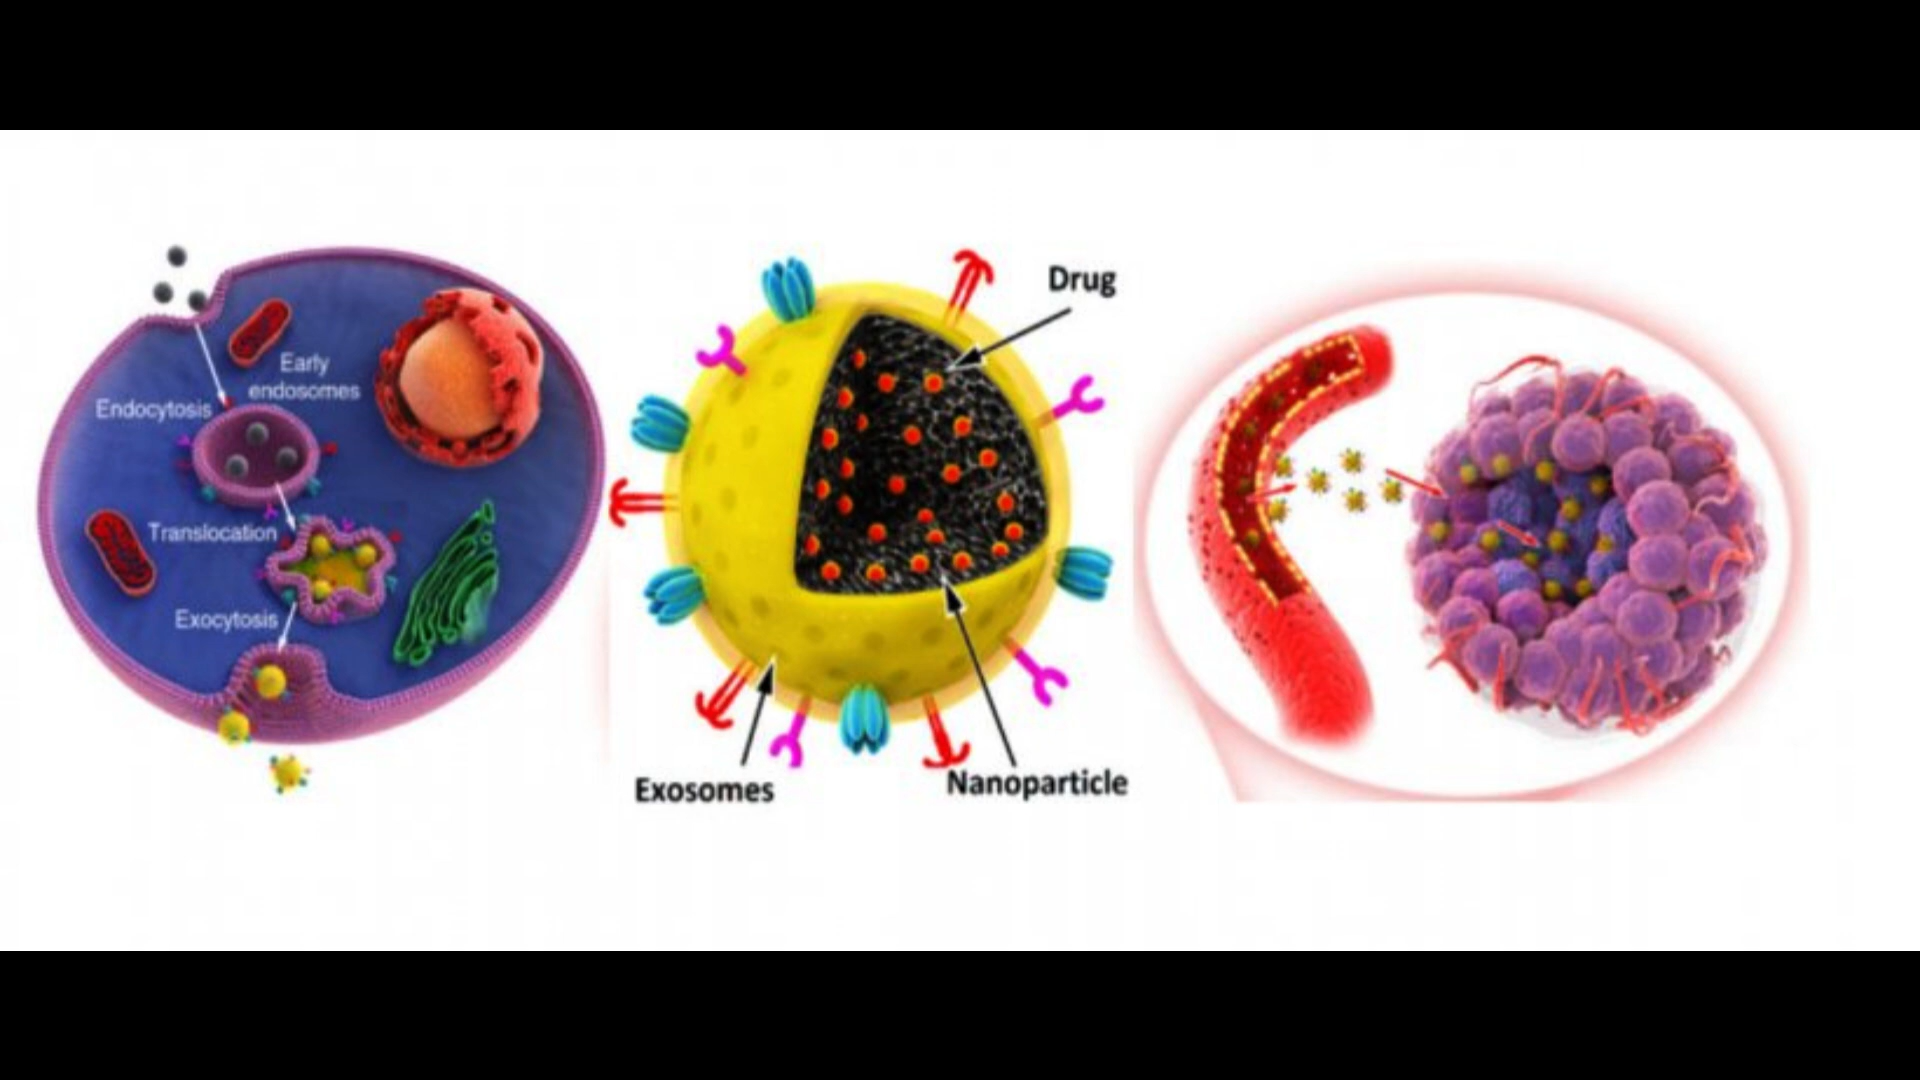 Early
endosomes
Endocytosis
Translocation
Exocytosis
Drug
Exosomes
Nanoparticle